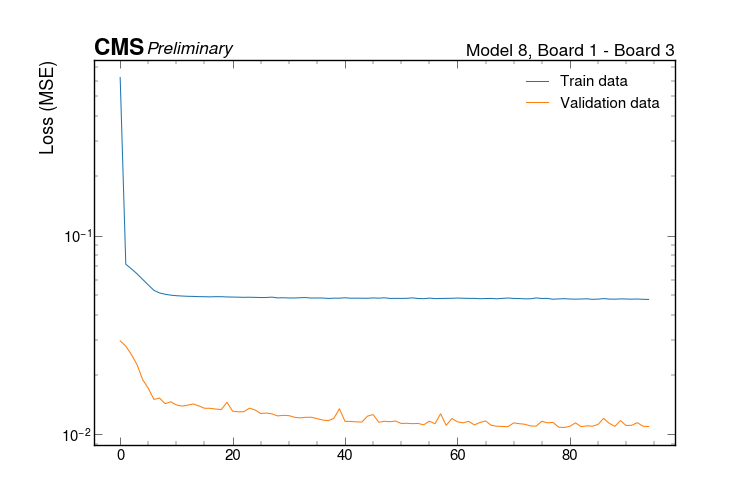 CMS Preliminary Model 8, Board 1 - Board 3
Loss (MSE)
Train data
Validation data
10⁻¹
10⁻²
0 20 40 60 80